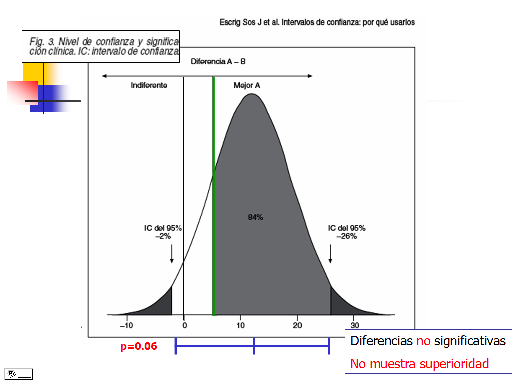 Escrig Sos J et al. Intervalos de confianza: por qué usarlos
Fig. 3. Nivel de confianza y significa
ción clínica. IC: intervalo de confianza
Diferencia A – B
Indiferente
Mejor A
84%
IC del 95%
–2%
IC del 95%
–26%
–10
0
10
20
30
p=0.06
Diferencias no significativas
No muestra superioridad